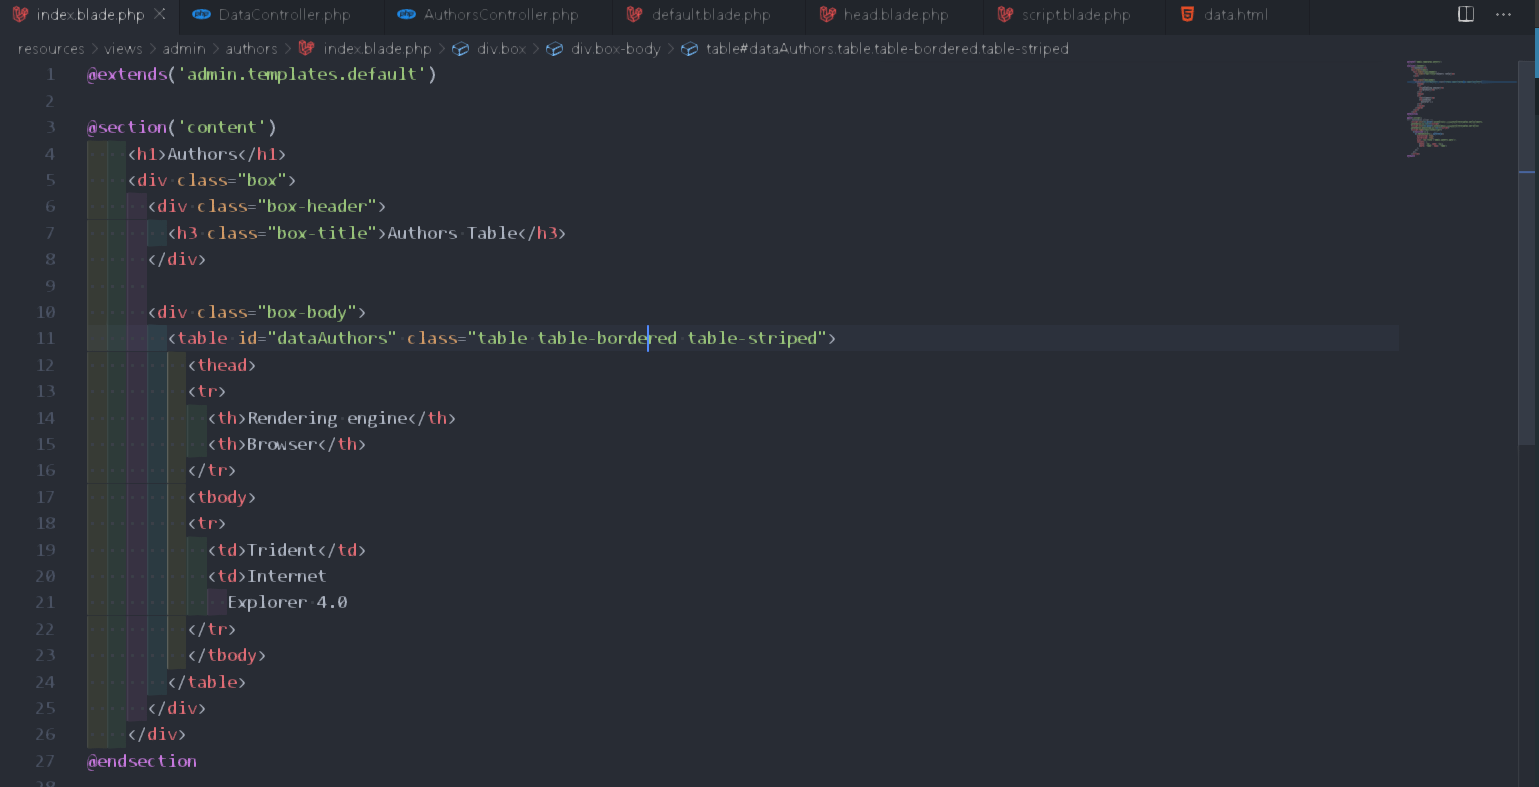 index.blade.php DataController.php AuthorsController.php default.blade.php head.blade.php script.blade.php data.html
resources > views > admin > authors > index.blade.php > div.box > div.box-body > table#dataAuthors.table.table-bordered.table-striped
1 @extends('admin.templates.default')
2
3 @section('content')
4 <h1>Authors</h1>
5 <div class="box">
6 <div class="box-header">
7 <h3 class="box-title">Authors Table</h3>
8 </div>
9
10 <div class="box-body">
11 <table id="dataAuthors" class="table table-bordered table-striped">
12 <thead>
13 <tr>
14 <th>Rendering engine</th>
15 <th>Browser</th>
16 </tr>
17 <tbody>
18 <tr>
19 <td>Trident</td>
20 <td>Internet
21 Explorer 4.0
22 </tr>
23 </tbody>
24 </table>
25 </div>
26 </div>
27 @endsection
28